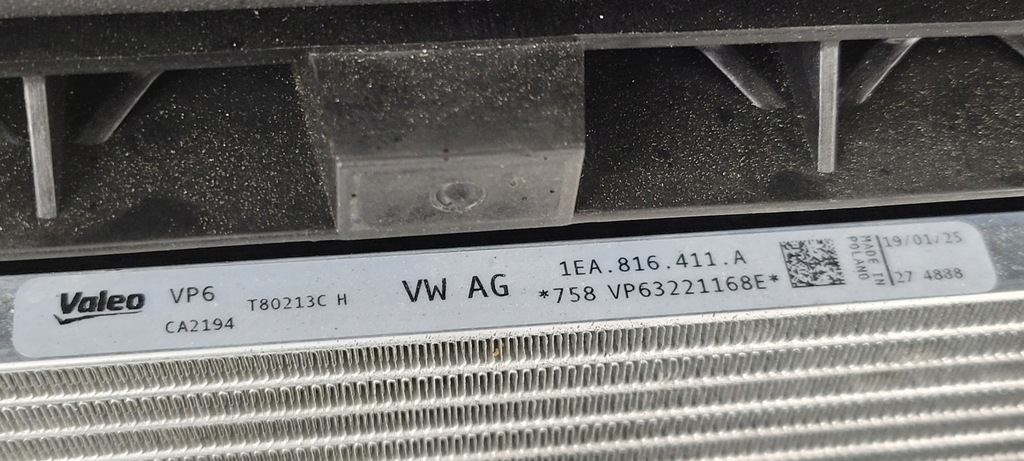 Valeo
VP6
CA2194
T80213C H
VW AG
1EA.816.411.A
*758 VP63221168E*
MADE IN
POLAND
19/01/25
27 4888